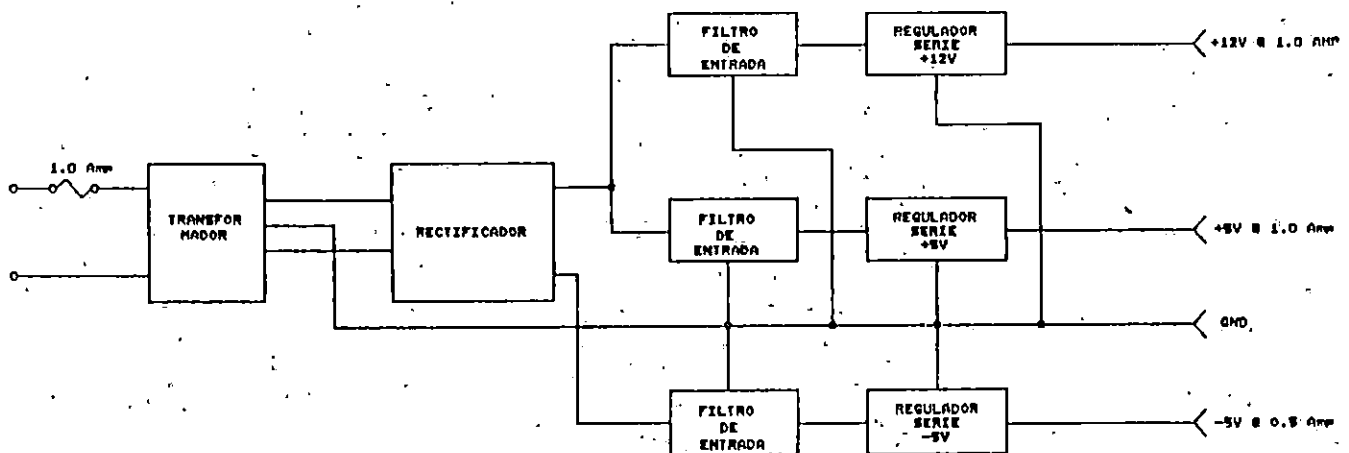 FILTRO
DE
ENTRADA
REGULADOR
SERIE
+12V
+12V @ 1.0 AMP
1.0 Amp
TRANSFOR
MADOR
RECTIFICADOR
FILTRO
DE
ENTRADA
REGULADOR
SERIE
+5V
+5V @ 1.0 Amp
GND
FILTRO
DE
ENTRADA
REGULADOR
SERIE
-5V
-5V @ 0.5 Amp